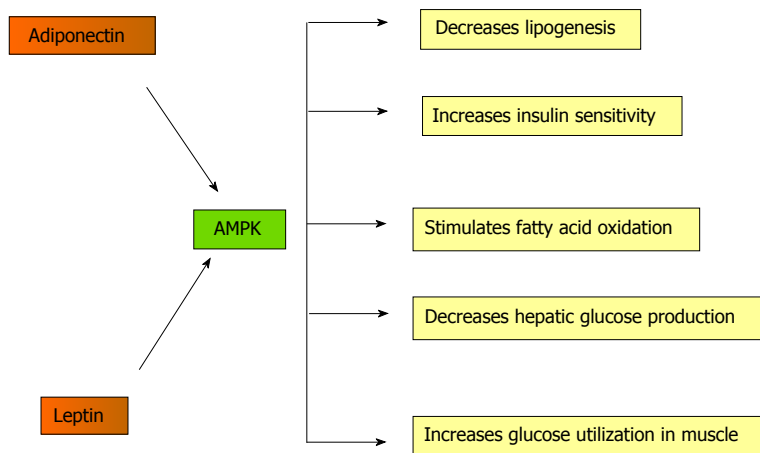 Adiponectin
Decreases lipogenesis
Increases insulin sensitivity
AMPK
Stimulates fatty acid oxidation
Decreases hepatic glucose production
Leptin
Increases glucose utilization in muscle